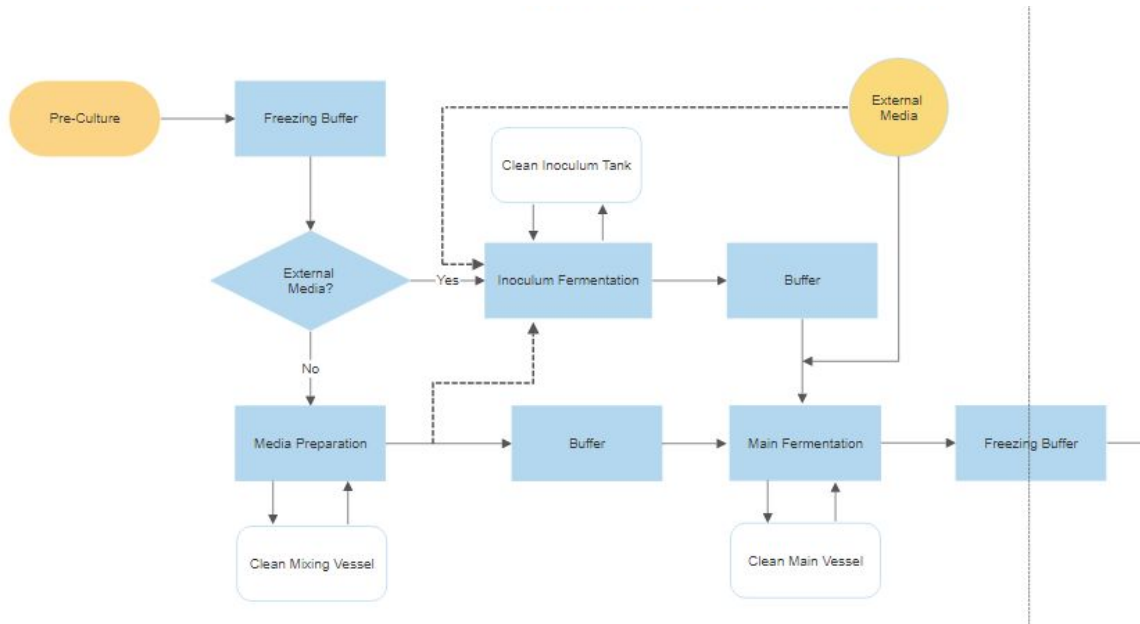 Pre-Culture
Freezing Buffer
External
Media
Clean Inoculum Tank
External
Media?
Yes
Inoculum Fermentation
Buffer
No
Media Preparation
Buffer
Main Fermentation
Freezing Buffer
Clean Mixing Vessel
Clean Main Vessel